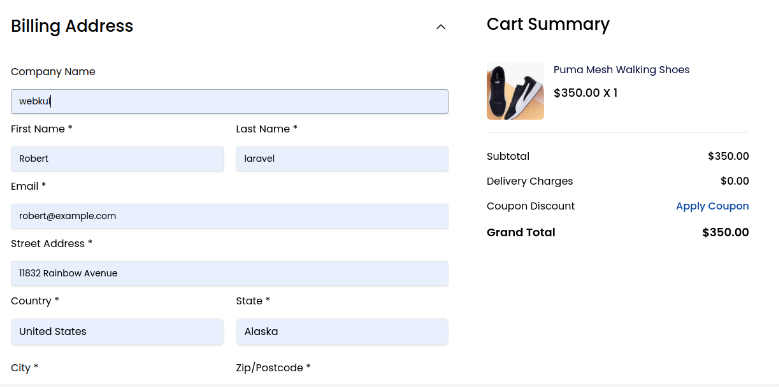 Billing Address
Company Name
webkul
First Name *
Last Name *
Robert
laravel
Email *
robert@example.com
Street Address *
11832 Rainbow Avenue
Country *
State *
United States
Alaska
City *
Zip/Postcode *
Cart Summary
Puma Mesh Walking Shoes
$350.00 X 1
Subtotal $350.00
Delivery Charges $0.00
Coupon Discount Apply Coupon
Grand Total $350.00